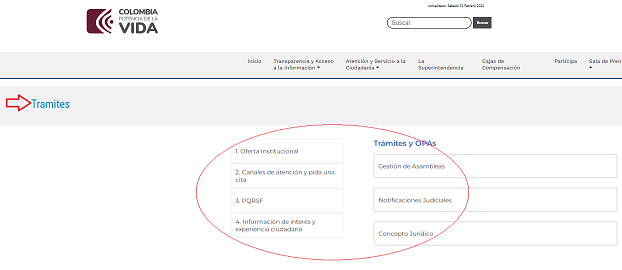 COLOMBIA
POTENCIA DE LA
VIDA
Actualizado: Sábado 03 Febrero 2024
Buscar
Buscar
Inicio
Transparencia y Acceso
a la Información
Atención y Servicio a la
Ciudadanía
La
Superintendencia
Cajas de
Compensación
Participa
Sala de Pren
Tramites
1. Oferta Institucional
2. Canales de atención y pida una
cita
3. PQRSF
4. Información de interés y
experiencia ciudadana
Trámites y OPAs
Gestión de Asambleas
Notificaciones Judiciales
Concepto Jurídico